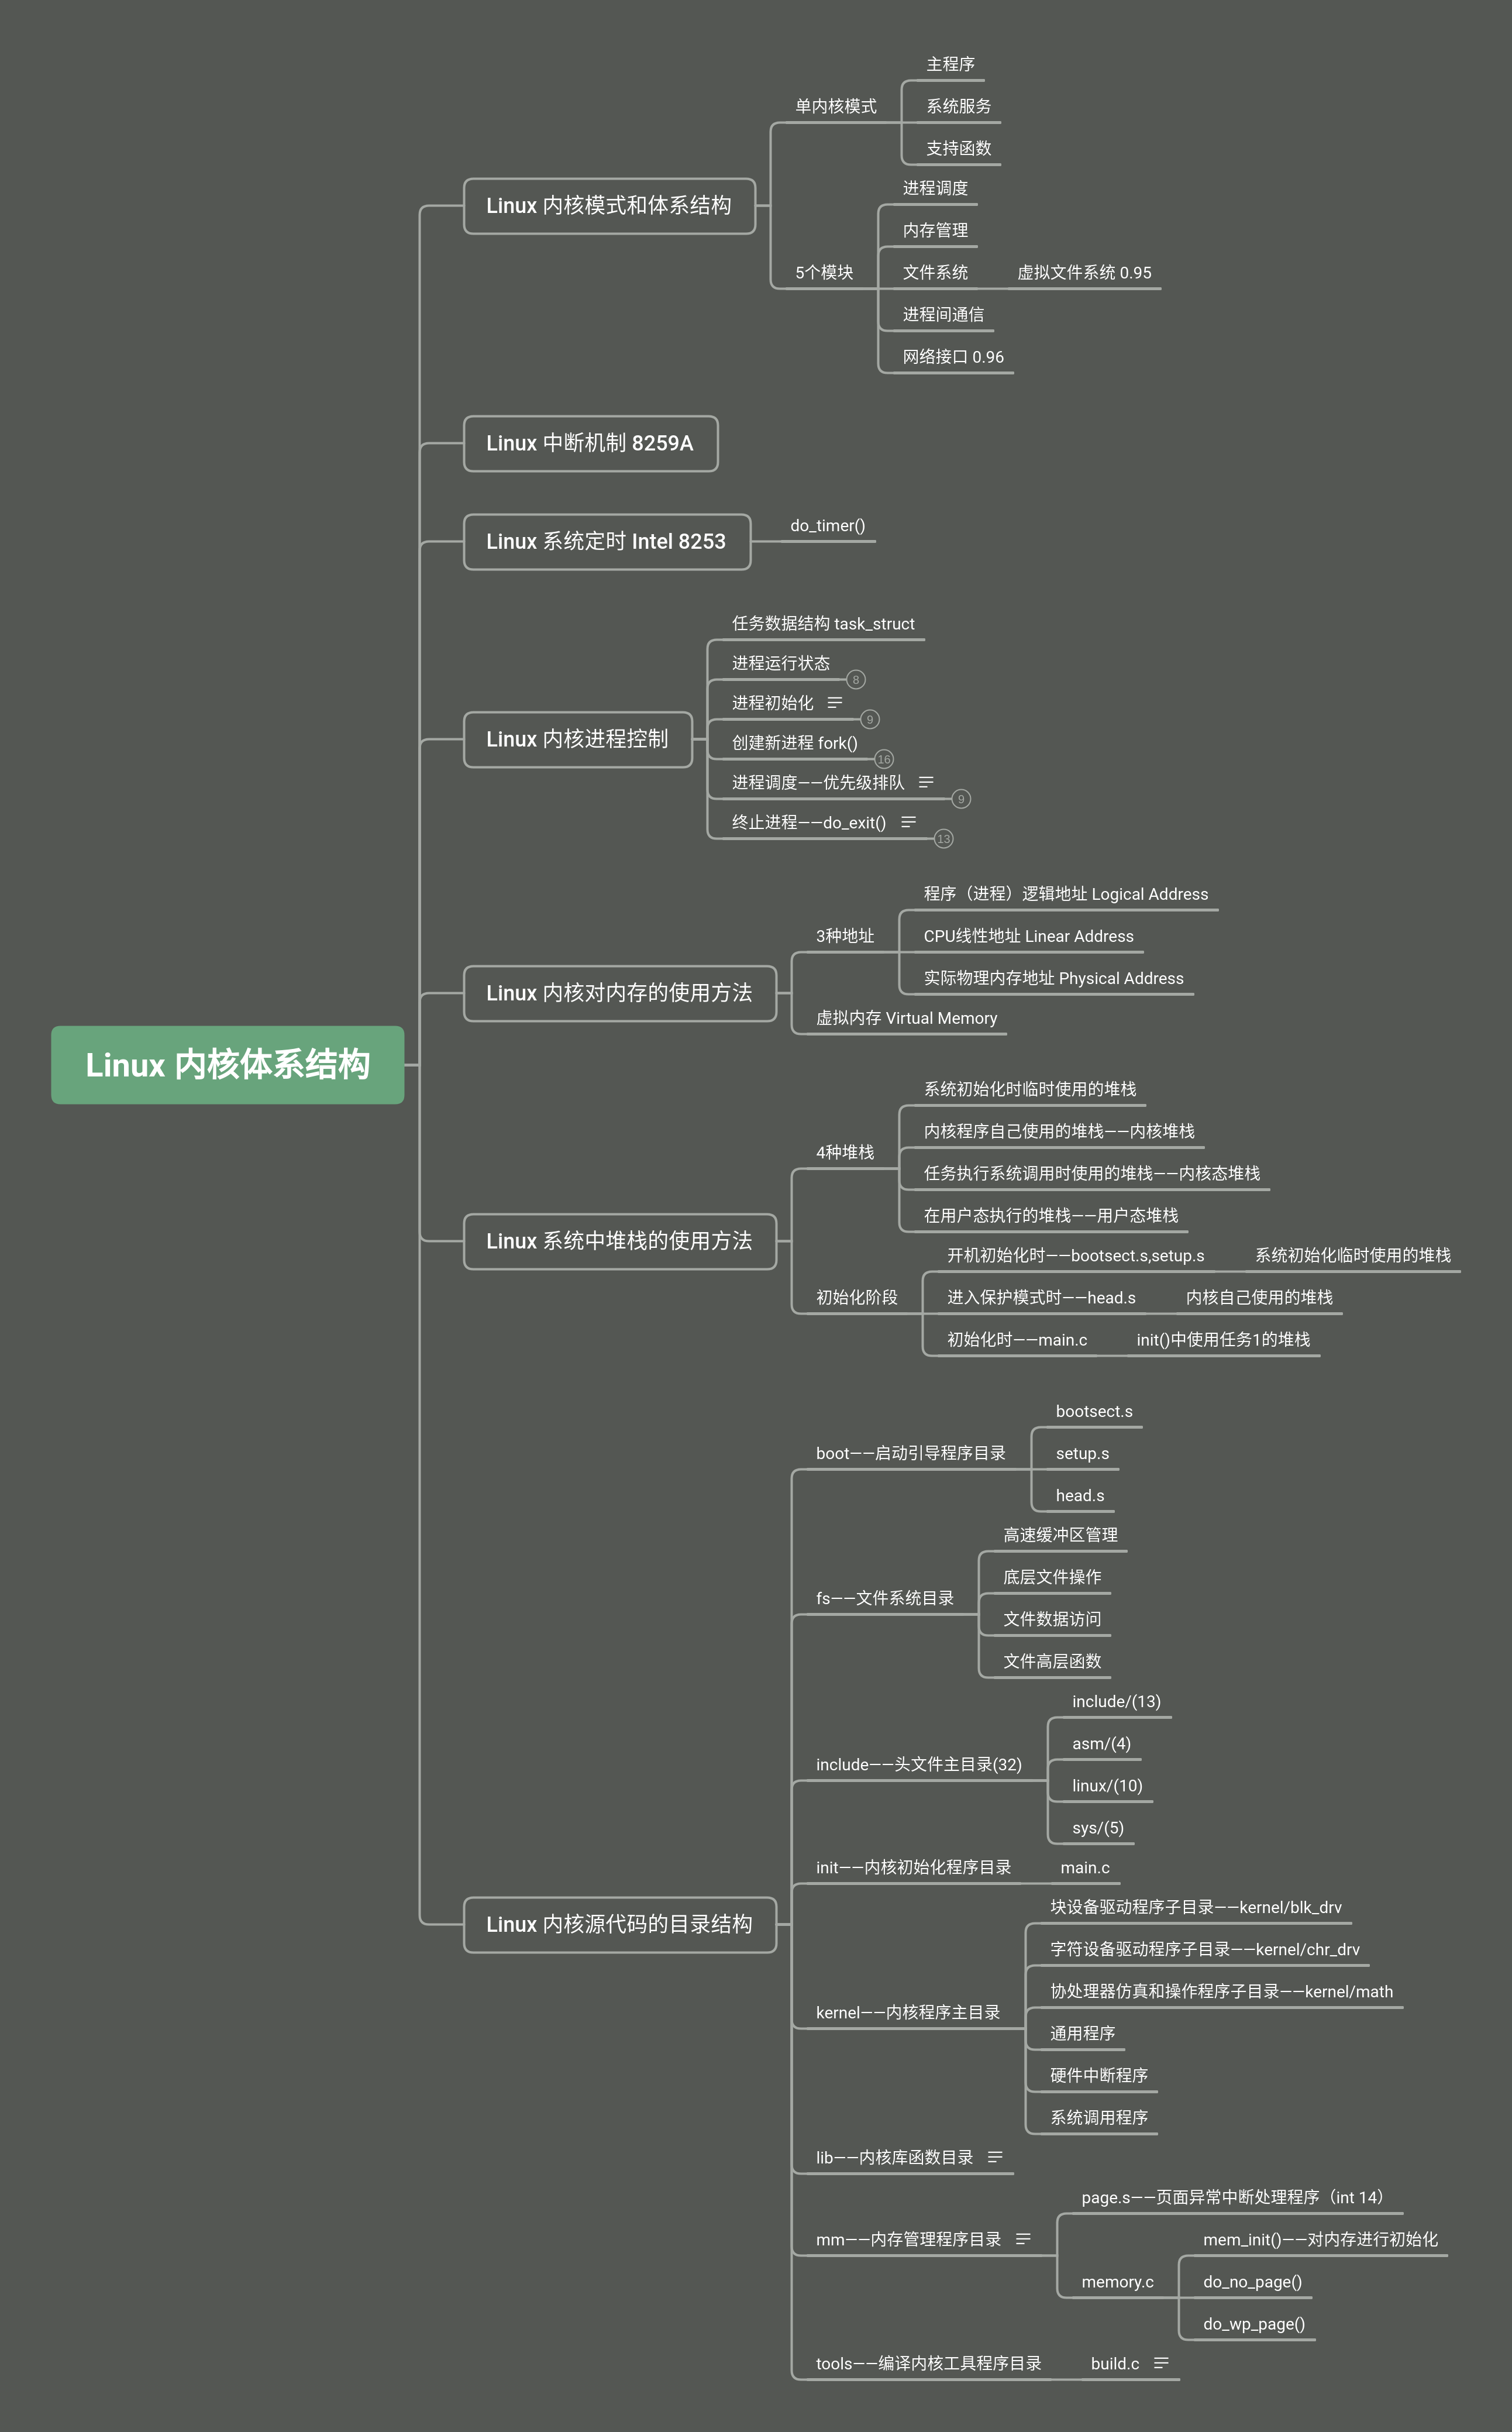 Linux 内核体系结构
Linux 内核模式和体系结构
单内核模式
主程序
系统服务
支持函数
5个模块
进程调度
内存管理
文件系统
虚拟文件系统 0.95
进程间通信
网络接口 0.96
Linux 中断机制 8259A
Linux 系统定时 Intel 8253
do_timer()
Linux 内核进程控制
任务数据结构 task_struct
进程运行状态
8
进程初始化
9
创建新进程 fork()
16
进程调度——优先级排队
9
终止进程——do_exit()
13
Linux 内核对内存的使用方法
3种地址
程序（进程）逻辑地址 Logical Address
CPU线性地址 Linear Address
实际物理内存地址 Physical Address
虚拟内存 Virtual Memory
Linux 系统中堆栈的使用方法
4种堆栈
系统初始化时临时使用的堆栈
内核程序自己使用的堆栈——内核堆栈
任务执行系统调用时使用的堆栈——内核态堆栈
在用户态执行的堆栈——用户态堆栈
初始化阶段
开机初始化时——bootsect.s,setup.s
系统初始化临时使用的堆栈
进入保护模式时——head.s
内核自己使用的堆栈
初始化时——main.c
init()中使用任务1的堆栈
Linux 内核源代码的目录结构
boot——启动引导程序目录
bootsect.s
setup.s
head.s
fs——文件系统目录
高速缓冲区管理
底层文件操作
文件数据访问
文件高层函数
include——头文件主目录(32)
include/(13)
asm/(4)
linux/(10)
sys/(5)
init——内核初始化程序目录
main.c
kernel——内核程序主目录
块设备驱动程序子目录——kernel/blk_drv
字符设备驱动程序子目录——kernel/chr_drv
协处理器仿真和操作程序子目录——kernel/math
通用程序
硬件中断程序
系统调用程序
lib——内核库函数目录
mm——内存管理程序目录
page.s——页面异常中断处理程序（int 14）
memory.c
mem_init()——对内存进行初始化
do_no_page()
do_wp_page()
tools——编译内核工具程序目录
build.c